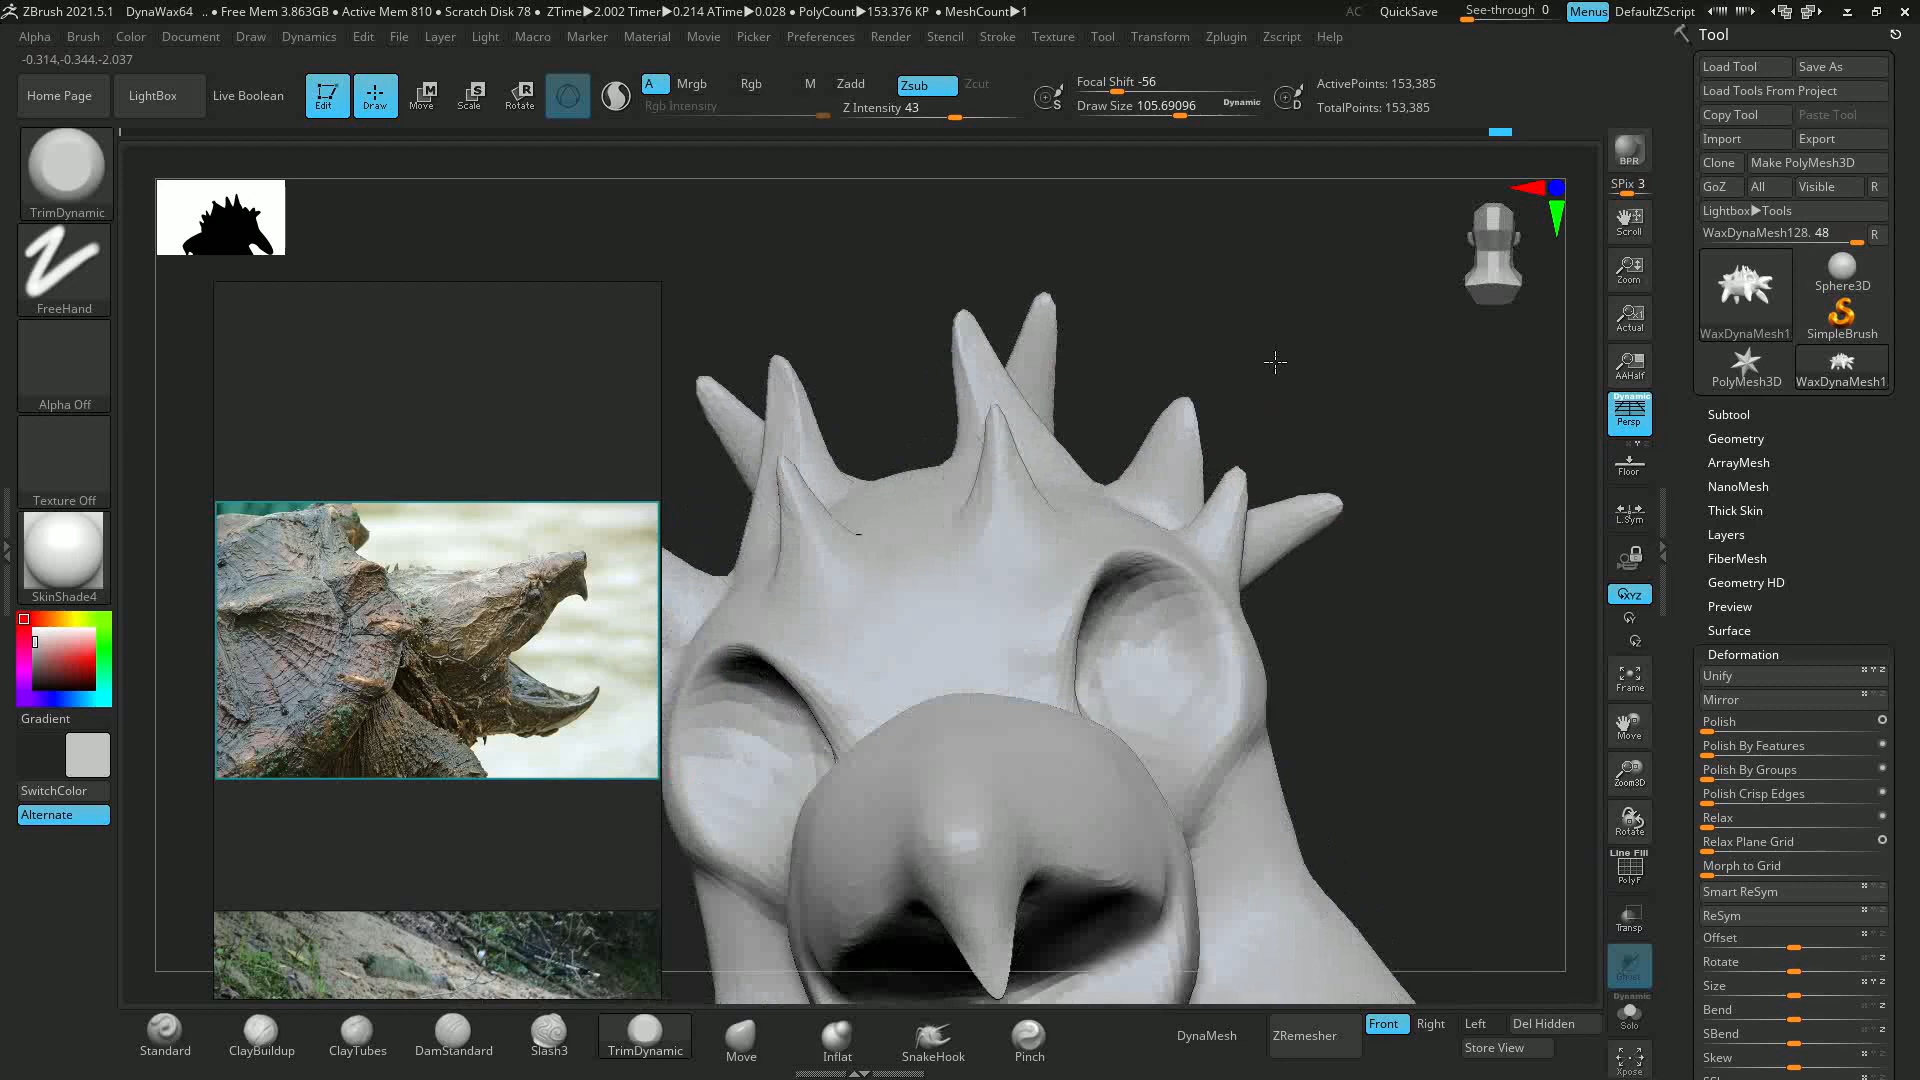 ZBrush 2021.5.1 DynaWax64 .. ● Free Mem 3.863GB ● Active Mem 810 ● Scratch Disk 78 ● ZTime▶2.002 Timer▶0.214 ATime▶0.028 ● PolyCount▶153.376 KP ● MeshCount▶1 AC QuickSave See-through 0 Menus DefaultZScript
Alpha Brush Color Document Draw Dynamics Edit File Layer Light Macro Marker Material Movie Picker Preferences Render Stencil Stroke Texture Tool Transform Zplugin Zscript Help
Tool
-0.314,-0.344.-2.037
Home Page LightBox Live Boolean Edit Draw Move Scale Rotate
A Mrgb Rgb M Zadd Zsub Zcut
Rgb Intensity Z Intensity 43
Focal Shift -56
Draw Size 105.69096 Dynamic
S
D
ActivePoints: 153,385
TotalPoints: 153,385
TrimDynamic
FreeHand
Alpha Off
Texture Off
SkinShade4
Gradient
SwitchColor
Alternate
BPR
SPix 3
Scroll
Zoom
Actual
AAHalf
Dynamic
Persp
Floor
L.Sym
XYZ
Frame
Move
Zoom3D
Rotate
Line Fill
PolyF
Transp
Ghost
Dynamic
Solo
Xpose
Load Tool Save As
Load Tools From Project
Copy Tool Paste Tool
Import Export
Clone Make PolyMesh3D
GoZ All Visible R
Lightbox▶Tools
WaxDynaMesh128. 48 R
WaxDynaMesh1
Sphere3D
SimpleBrush
PolyMesh3D
WaxDynaMesh1
Subtool
Geometry
ArrayMesh
NanoMesh
Thick Skin
Layers
FiberMesh
Geometry HD
Preview
Surface
Deformation
Unify
Mirror
Polish
Polish By Features
Polish By Groups
Polish Crisp Edges
Relax
Relax Plane Grid
Morph to Grid
Smart ReSym
ReSym
Offset
Rotate
Size
Bend
SBend
Skew
Standard ClayBuildup ClayTubes DamStandard Slash3 TrimDynamic Move Inflat SnakeHook Pinch
DynaMesh ZRemesher
Front Right Left Del Hidden
Store View